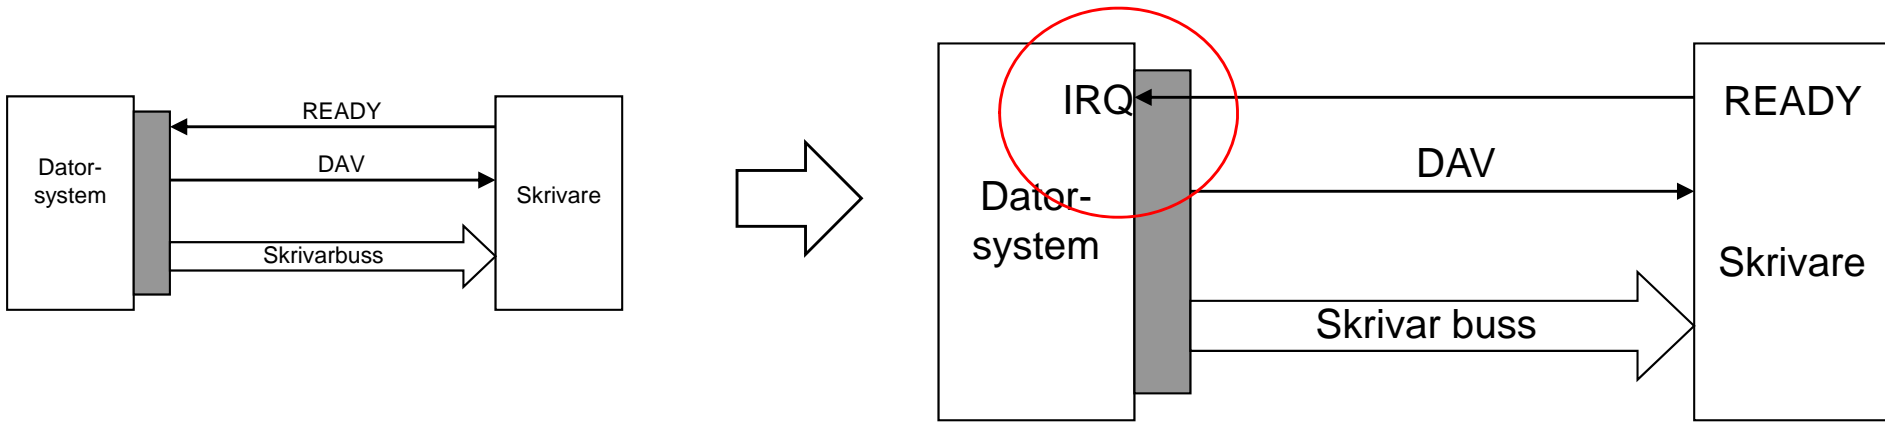 READY
DAV
Dator-
system
Skrivare
Skrivarbuss
IRQ
READY
DAV
Dator-
system
Skrivare
Skrivar buss